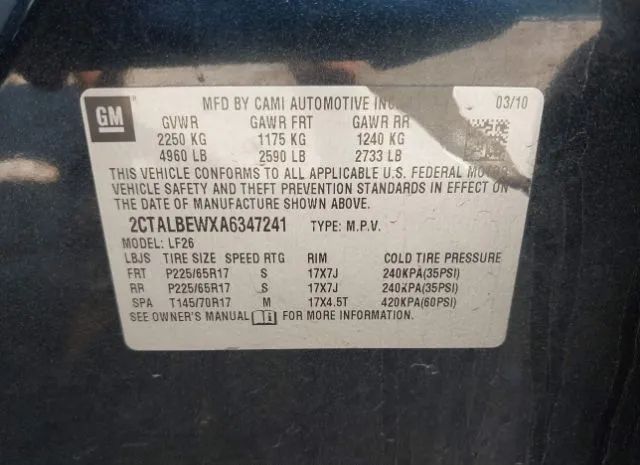 GM
MFD BY CAMI AUTOMOTIVE INC
03/10
GVWR GAWR FRT GAWR RR
2250 KG 1175 KG 1240 KG
4960 LB 2590 LB 2733 LB
THIS VEHICLE CONFORMS TO ALL APPLICABLE U.S. FEDERAL MOTOR
VEHICLE SAFETY AND THEFT PREVENTION STANDARDS IN EFFECT ON
THE DATE OF MANUFACTURE SHOWN ABOVE.
2CTALBEWXA6347241 TYPE: M.P.V.
MODEL: LF26
LBJS TIRE SIZE SPEED RTG RIM COLD TIRE PRESSURE
FRT P225/65R17 S 17X7J 240KPA(35PSI)
RR P225/65R17 S 17X7J 240KPA(35PSI)
SPA T145/70R17 M 17X4.5T 420KPA(60PSI)
SEE OWNER'S MANUAL FOR MORE INFORMATION.